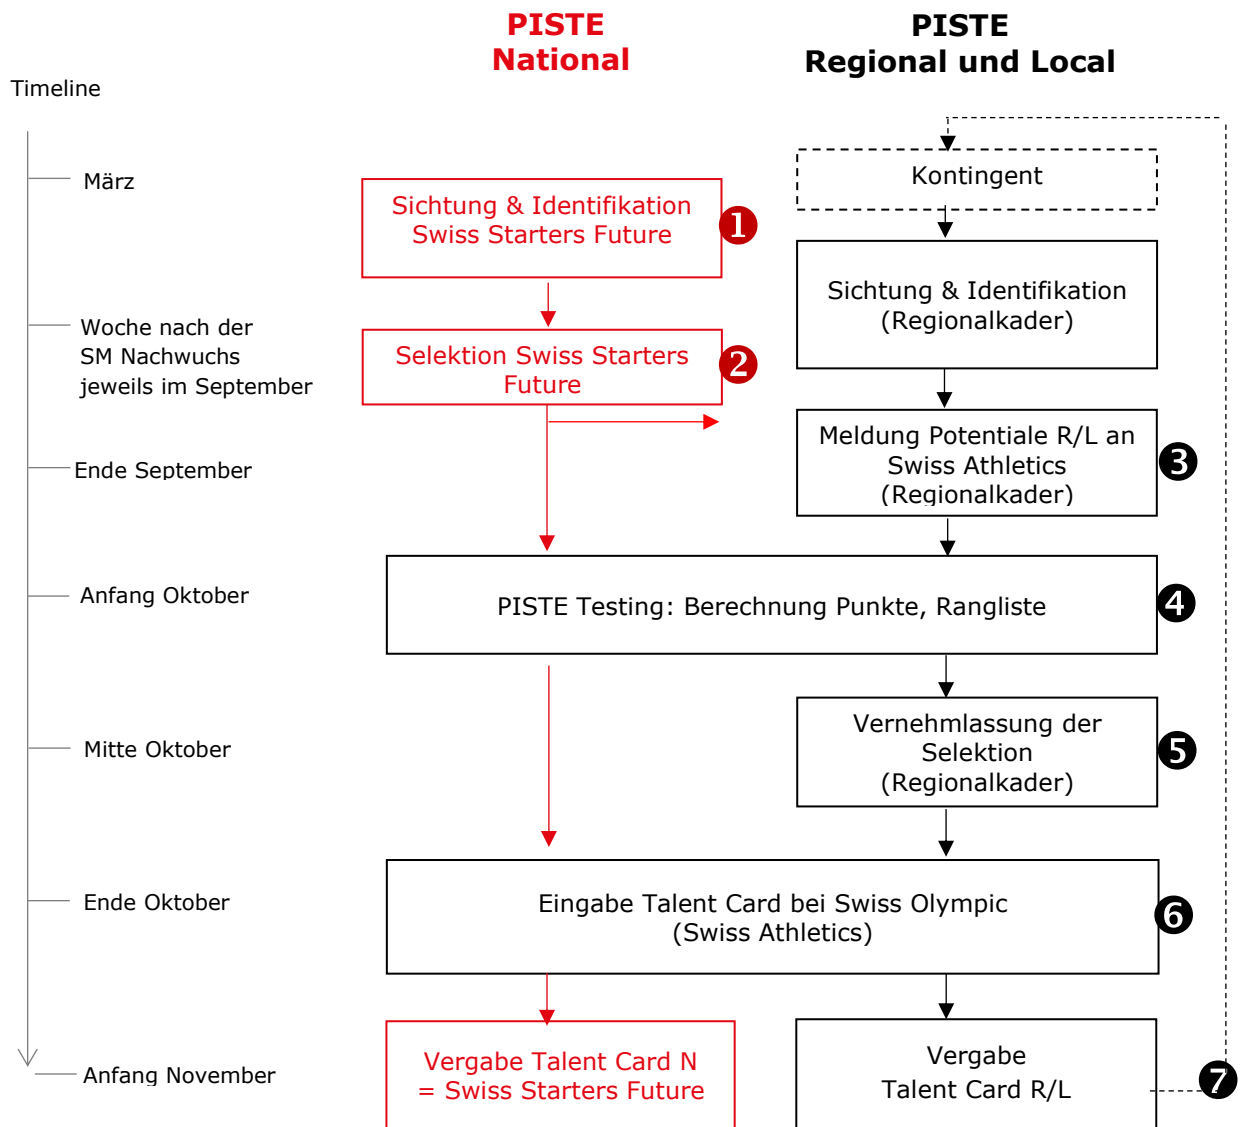 PISTE
National
PISTE
Regional und Local
Timeline
März
Kontingent
Sichtung & Identifikation
Swiss Starters Future
1
Sichtung & Identifikation
(Regionalkader)
Woche nach der
SM Nachwuchs
jeweils im September
Selektion Swiss Starters
Future
2
Ende September
Meldung Potentiale R/L an
Swiss Athletics
(Regionalkader)
3
Anfang Oktober
PISTE Testing: Berechnung Punkte, Rangliste
4
Mitte Oktober
Vernehmlassung der
Selektion
(Regionalkader)
5
Ende Oktober
Eingabe Talent Card bei Swiss Olympic
(Swiss Athletics)
6
Anfang November
Vergabe Talent Card N
= Swiss Starters Future
Vergabe
Talent Card R/L
7